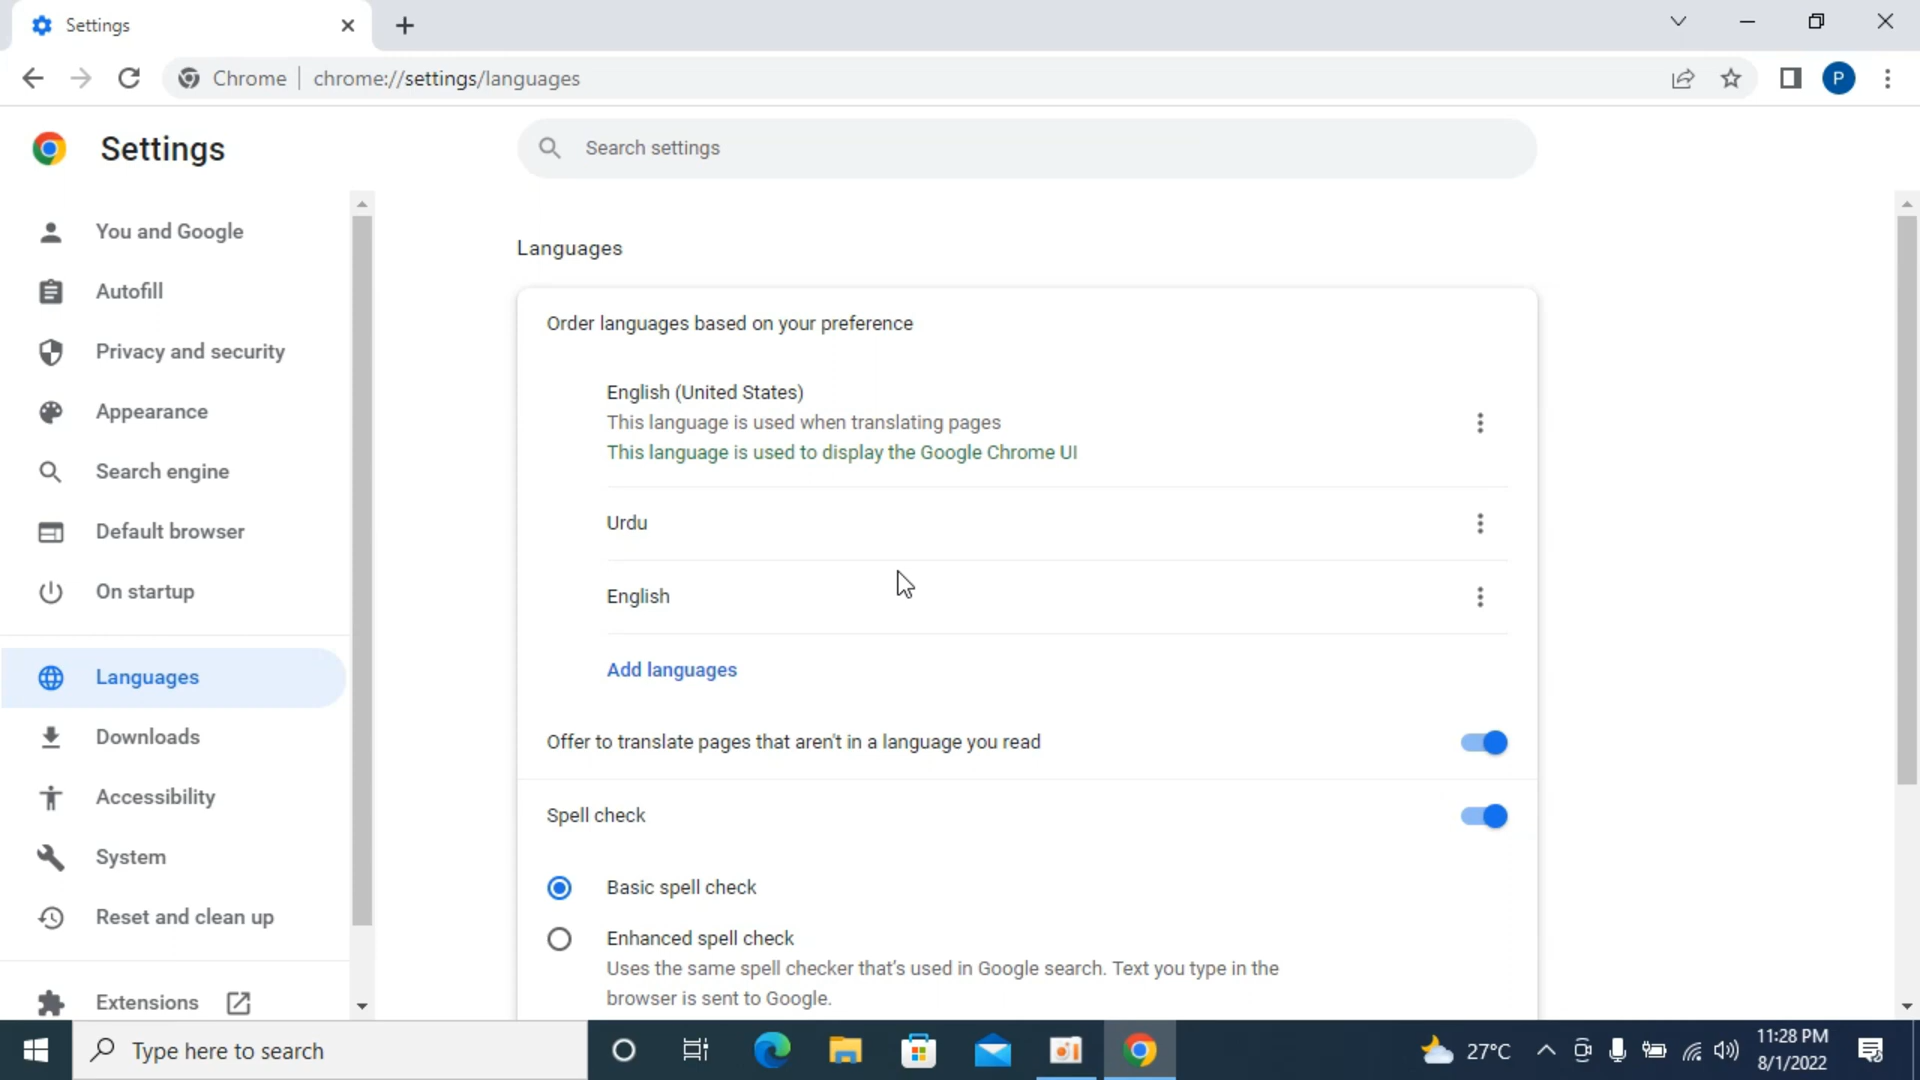 Settings
Chrome
chrome://settings/languages
P
Settings
Search settings
You and Google
Autofill
Privacy and security
Appearance
Search engine
Default browser
On startup
Languages
Downloads
Accessibility
System
Reset and clean up
Extensions
Languages
Order languages based on your preference
English (United States)
This language is used when translating pages
This language is used to display the Google Chrome UI
Urdu
English
Add languages
Offer to translate pages that aren't in a language you read
Spell check
Basic spell check
Enhanced spell check
Uses the same spell checker that's used in Google search. Text you type in the
browser is sent to Google.
Type here to search
27°C
11:28 PM
8/1/2022